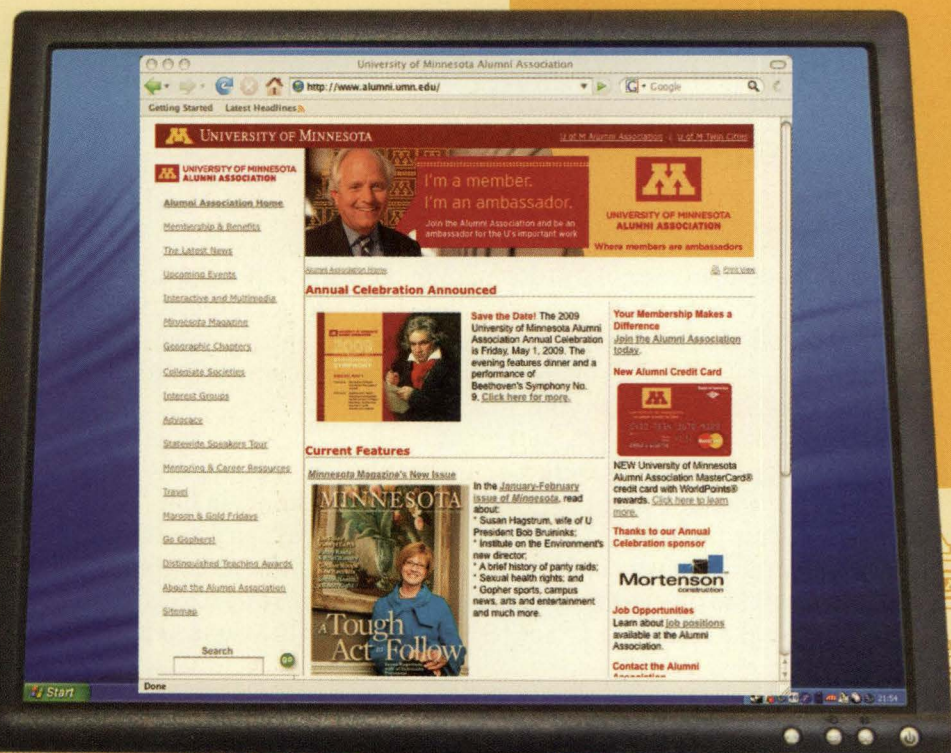 University of Minnesota Alumni Association
http://www.alumni.umn.edu/
G Google
Getting Started Latest Headlines
M UNIVERSITY OF MINNESOTA
U of M Alumni Association | U of M Twin Cities
M UNIVERSITY OF MINNESOTA
ALUMNI ASSOCIATION
Alumni Association Home
Membership & Benefits
The Latest News
Upcoming Events
Interactive and Multimedia
Minnesota Magazine
Geographic Chapters
Collegiate Societies
Interest Groups
Advocacy
Statewide Speakers Tour
Mentoring & Career Resources
Travel
Maroon & Gold Fridays
Go Gophers!
Distinguished Teaching Awards
About the Alumni Association
Sitemap
Search
GO
I'm a member.
I'm an ambassador.
Join the Alumni Association and be an
ambassador for the U's important work
M
UNIVERSITY OF MINNESOTA
ALUMNI ASSOCIATION
Where members are ambassadors
Alumni Association Home
Print View
Annual Celebration Announced
2009
SYMPHONY
Save the Date! The 2009
University of Minnesota Alumni
Association Annual Celebration
is Friday, May 1, 2009. The
evening features dinner and a
performance of
Beethoven's Symphony No.
9. Click here for more.
Current Features
Minnesota Magazine's New Issue
MINNESOTA
A Tough
Act to Follow
In the January-February
issue of Minnesota, read
about:
* Susan Hagstrum, wife of U
President Bob Bruininks;
* Institute on the Environment's
new director;
* A brief history of panty raids;
* Sexual health rights; and
* Gopher sports, campus
news, arts and entertainment
and much more.
Your Membership Makes a
Difference
Join the Alumni Association
today.
New Alumni Credit Card
M
NEW University of Minnesota
Alumni Association MasterCard®
credit card with WorldPoints®
rewards. Click here to learn
more.
Thanks to our Annual
Celebration sponsor
Mortenson
construction
Job Opportunities
Learn about job positions
available at the Alumni
Association.
Contact the Alumni
Association
Done
Start
21:54